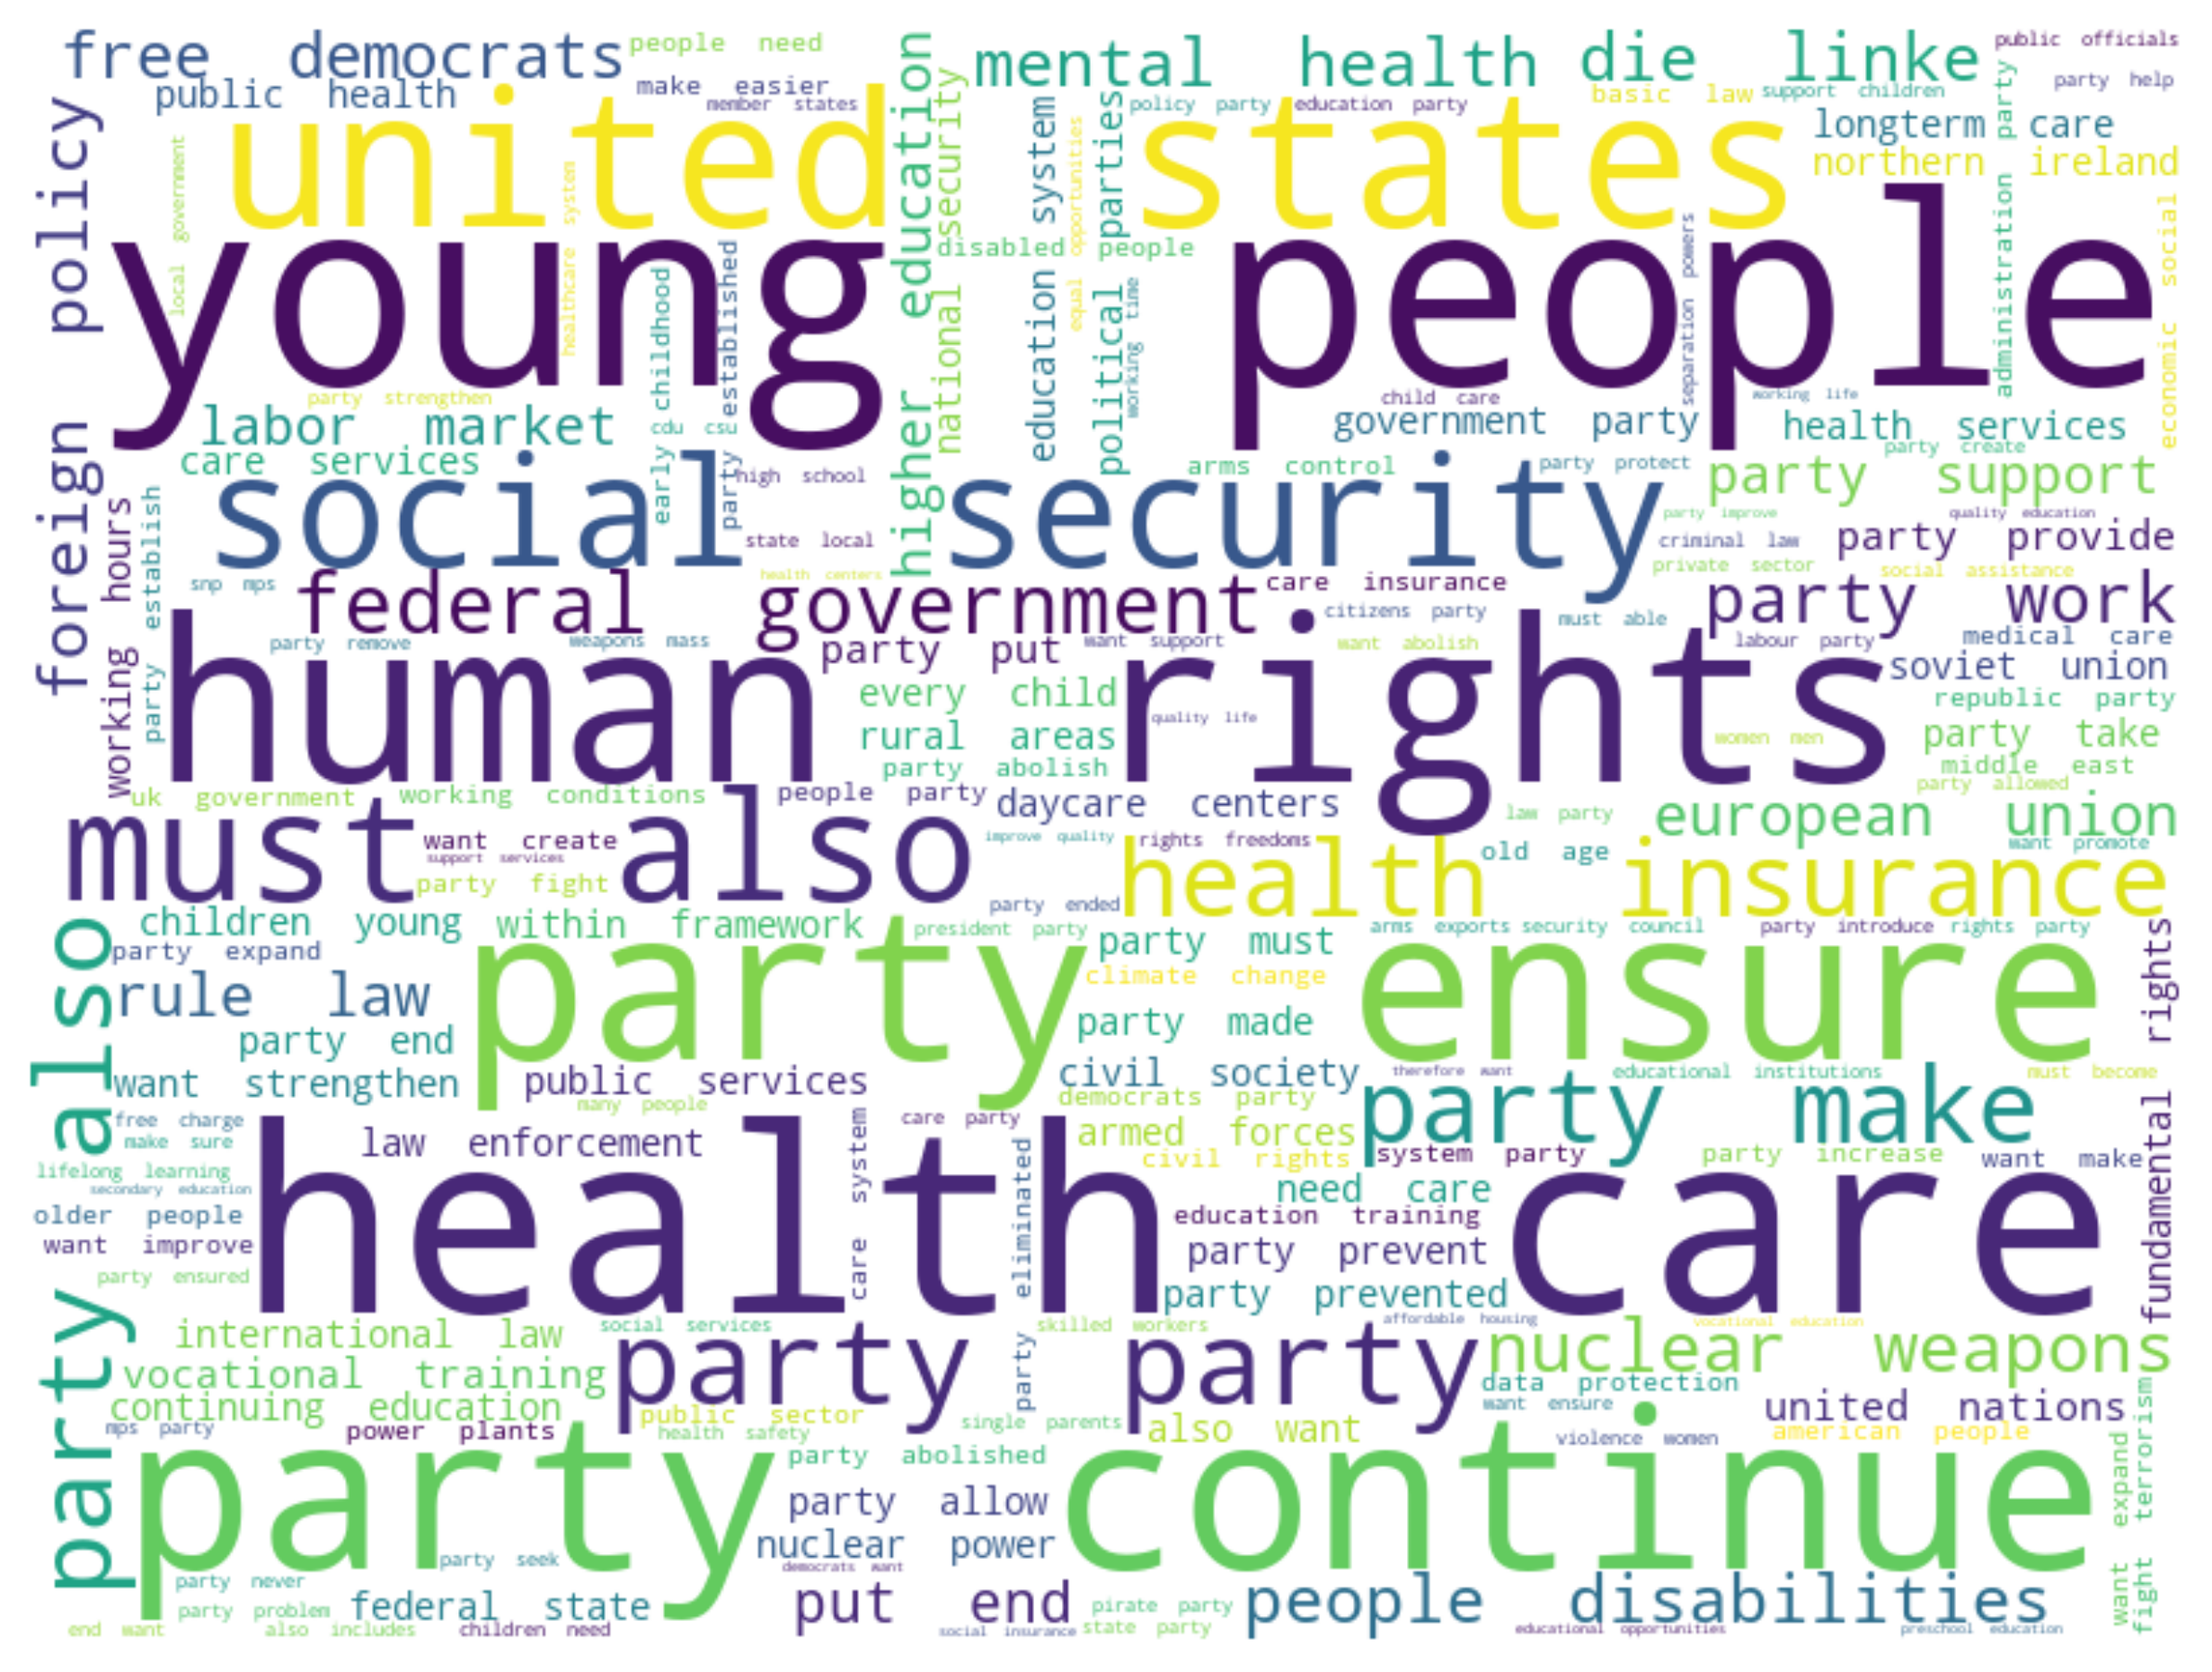 free democrats
people need
mental health
die linke
public officials
public health
make easier
member states
policy party
education party
basic law
support children
party help
united states
longterm care
northern ireland
foreign policy
local government
healthcare system
higher education
national security
education system
equal opportunities
political parties
disabled people
working time
separation powers
administration party
economic social
young people
early childhood
party established
party strengthen
cdu csu
child care
working life
labor market
government party
health services
care services
high school
arms control
party protect
party create
party support
social security
working hours
party establish
state local
party improve
quality education
criminal law
party provide
snp mps
health centers
private sector
social assistance
federal government
care insurance
citizens party
must able
party work
party remove
weapons mass
party put
want support
want abolish
labour party
medical care
human rights
every child
soviet union
quality life
republic party
rural areas
women men
party take
party abolish
middle east
uk government
working conditions
people party
daycare centers
party allowed
must also
want create
support services
improve quality
rights freedoms
law party
european union
old age
want promote
party fight
health insurance
party ended
party also
children young
within framework
president party
arms exports
security council
party introduce
rights party
fundamental rights
party expand
party must
party ensure
climate change
rule law
party made
party end
want strengthen
public services
civil society
therefore want
educational institutions
must become
many people
democrats party
party make
free charge
care party
make sure
law enforcement
armed forces
civil rights
system party
party increase
want make
lifelong learning
secondary education
care system
party eliminated
need care
older people
education training
want improve
party prevent
health care
party ensured
party prevented
international law
social services
skilled workers
affordable housing
vocational education
party party
nuclear weapons
vocational training
data protection
continuing education
public sector
single parents
want ensure
united nations
mps party
power plants
health safety
also want
violence women
american people
want expand
fight terrorism
party continue
party abolished
party allow
nuclear power
party seek
democrats want
party never
party problem
federal state
put end
pirate party
people disabilities
end want
also includes
children need
social insurance
state party
educational opportunities
preschool education